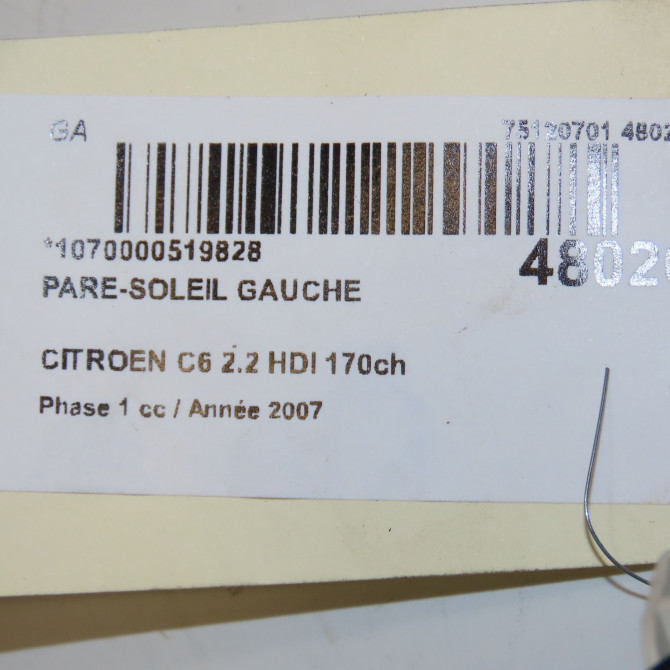 GA
*1070000519828
PARE-SOLEIL GAUCHE
CITROEN C6 2.2 HDI 170ch
Phase 1 cc / Année 2007